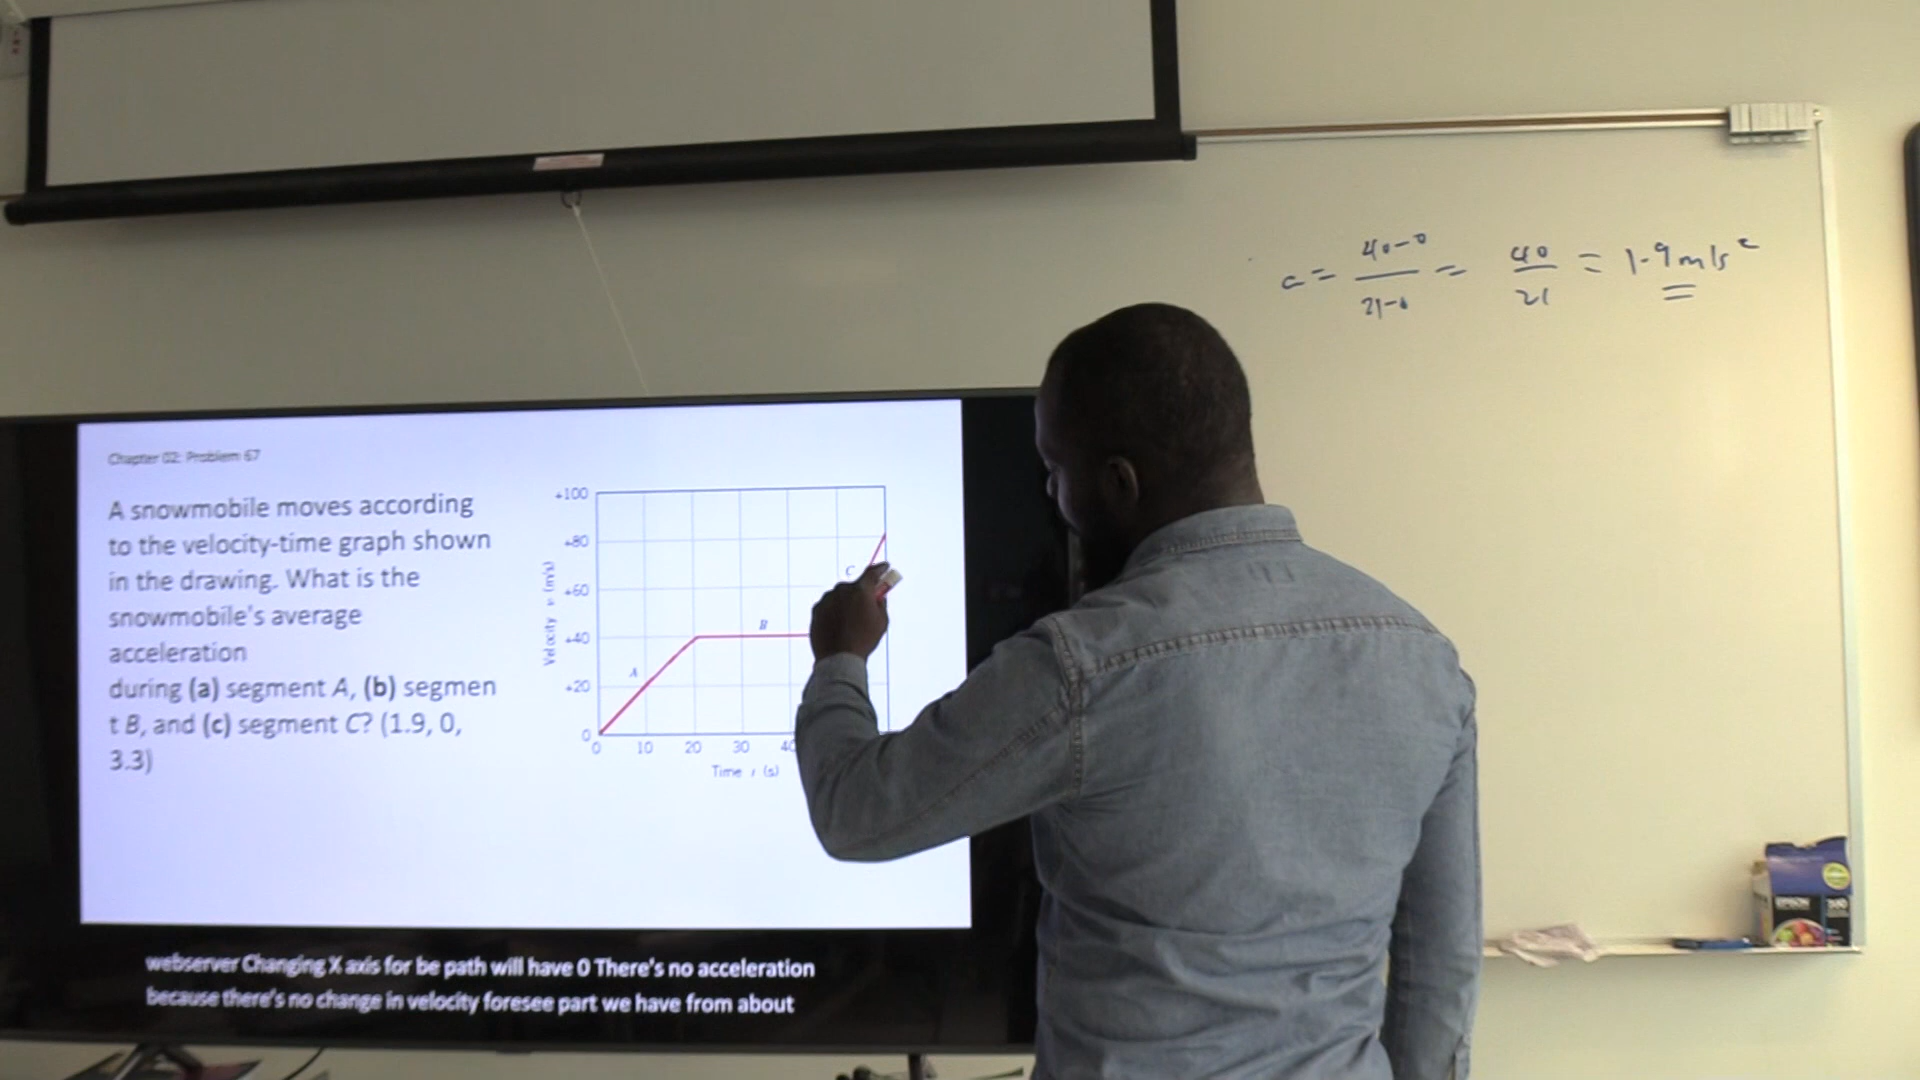 a = 40-0 = 40 = 1.9 m/s²
21-0 21
Chapter 02: Problem 67
A snowmobile moves according
to the velocity-time graph shown
in the drawing. What is the
snowmobile's average
acceleration
during (a) segment A, (b) segmen
t B, and (c) segment C? (1.9, 0,
3.3)
+100
+80
+60
+40
+20
0
Velocity v (m/s)
A
B
C
0 10 20 30 40
Time t (s)
webserver Changing X axis for be path will have 0 There's no acceleration
because there's no change in velocity foresee part we have from about
EPSON